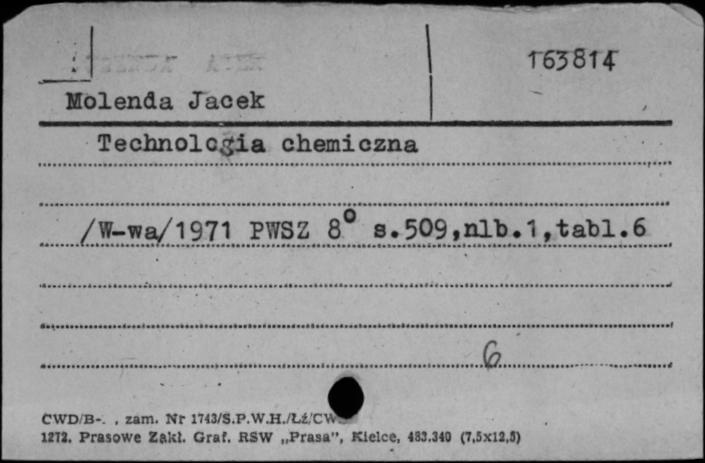 163814
Molenda Jacek
Technologia chemiczna
/W-wa/1971 PWSZ 8° s.509,nlb.1,tabl.6
6
CWD/B-. , zam. Nr 1743/S.P.W.H./Łź/CW
1272. Prasowe Zakł. Graf. RSW „Prasa", Kielce, 483.340 (7,5x12,5)